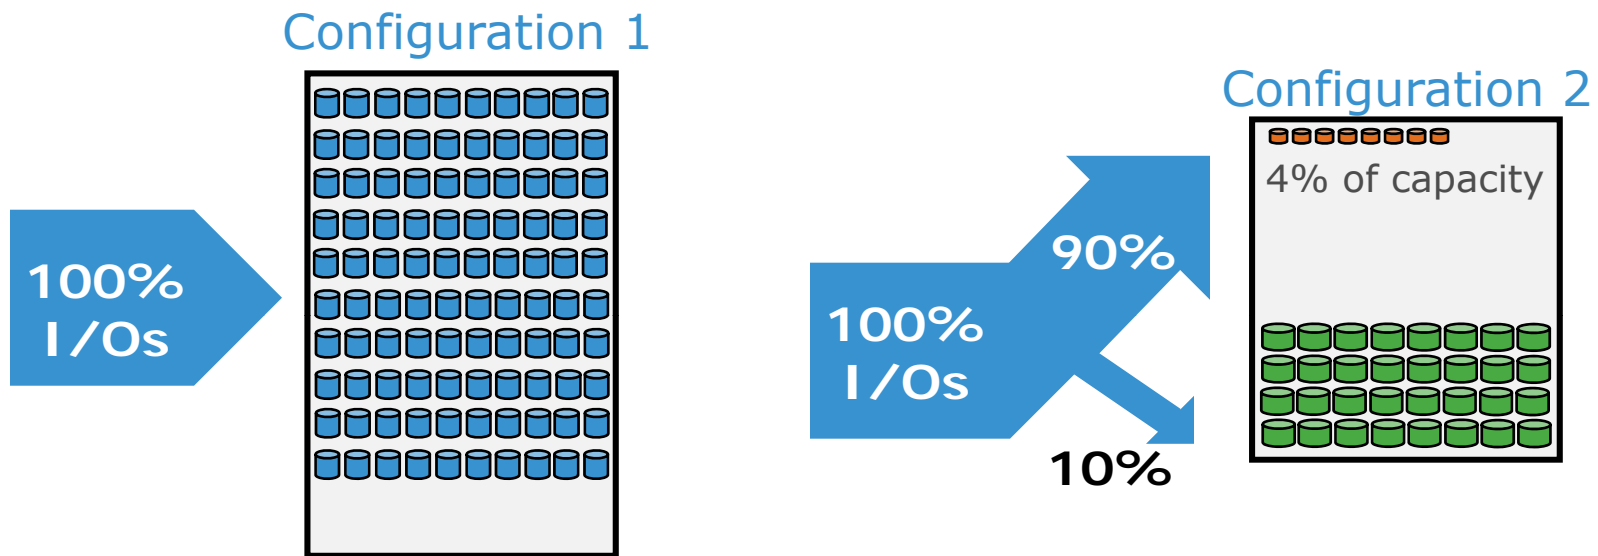 Configuration 1
100%
I/Os
Configuration 2
4% of capacity
90%
100%
I/Os
10%